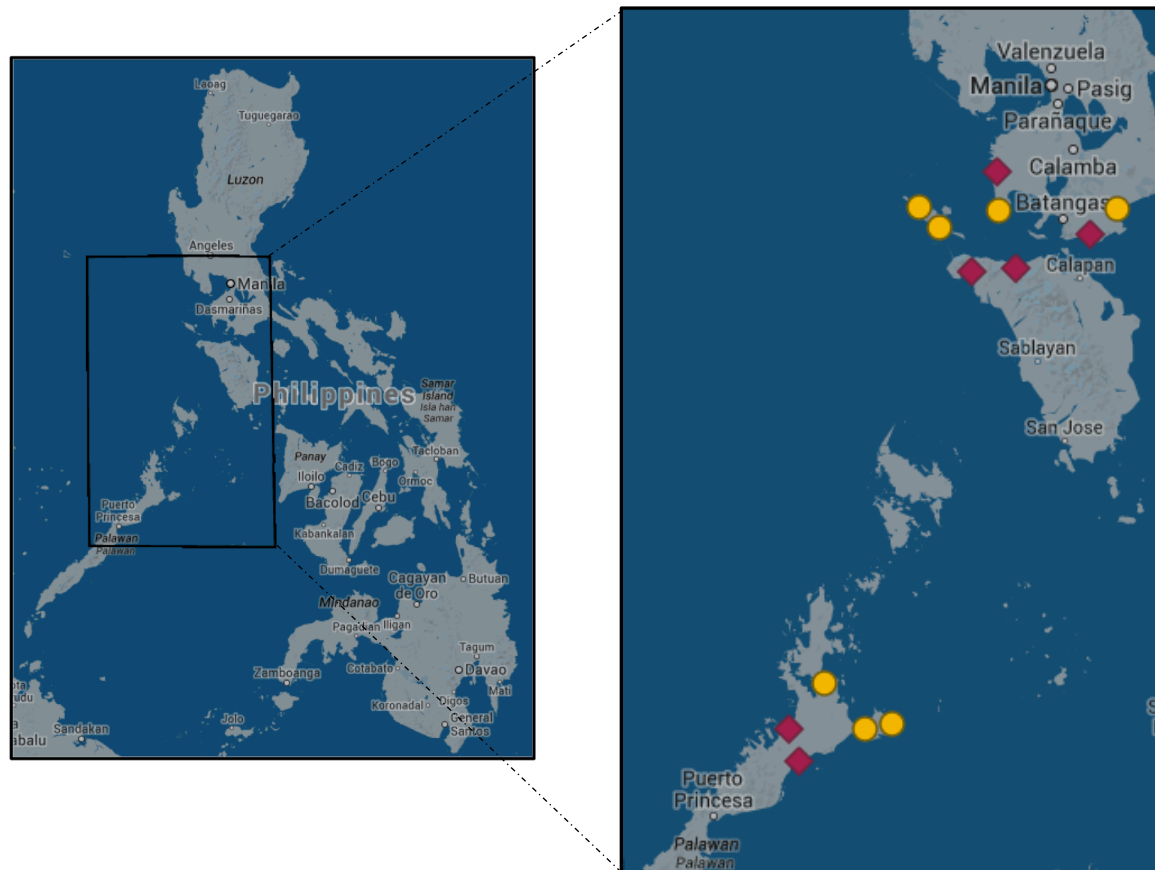 Laoag
Tuguegarao
Luzon
Angeles
Manila
Dasmariñas
Philippines
Samar
Island
Isla han
Samar
Panay
Cadiz
Bogo
Tacloban
Iloilo
Ormoc
Bacolod
Cebu
Puerto
Princesa
Kabankalan
Palawan
Palawan
Dumaguete
Cagayan
de Oro
Butuan
Mindanao
Pagadian
Iligan
Tagum
Zamboanga
Cotabato
Davao
Mati
Digos
Koronadal
General
Santos
Jolo
Sandakan
Valenzuela
Manila
Pasig
Parañaque
Calamba
Batangas
Calapan
Sablayan
San Jose
Puerto
Princesa
Palawan
Palawan